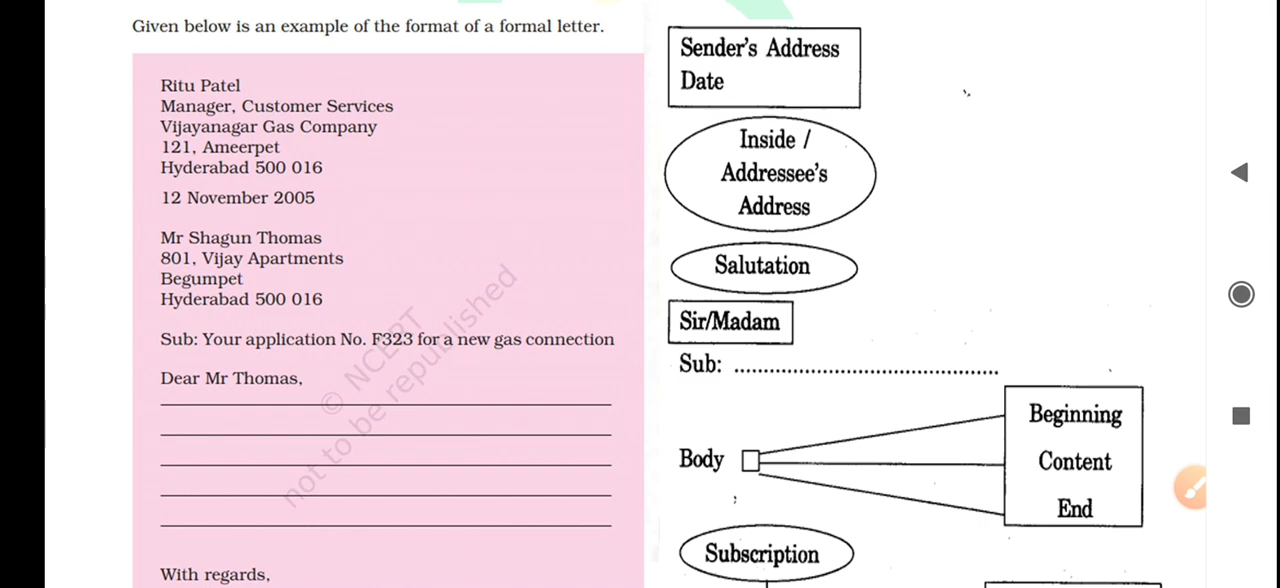 Given below is an example of the format of a formal letter.
Ritu Patel
Manager, Customer Services
Vijayanagar Gas Company
121, Ameerpet
Hyderabad 500 016
12 November 2005
Mr Shagun Thomas
801, Vijay Apartments
Begumpet
Hyderabad 500 016
Sub: Your application No. F323 for a new gas connection
Dear Mr Thomas,
© NCERT
not to be republished
With regards,
Sender's Address
Date
Inside /
Addressee's
Address
Salutation
Sir/Madam
Sub: .............................................
Body
Beginning
Content
End
Subscription